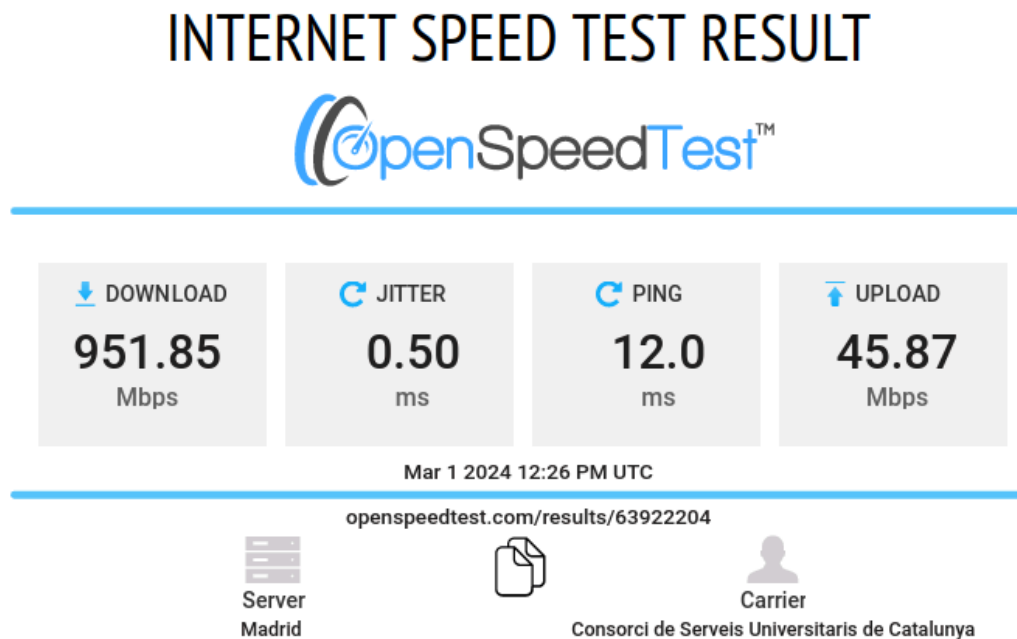 INTERNET SPEED TEST RESULT
OpenSpeedTest™
DOWNLOAD JITTER PING UPLOAD
951.85 0.50 12.0 45.87
Mbps ms ms Mbps
Mar 1 2024 12:26 PM UTC
openspeedtest.com/results/63922204
Server Carrier
Madrid Consorci de Serveis Universitaris de Catalunya